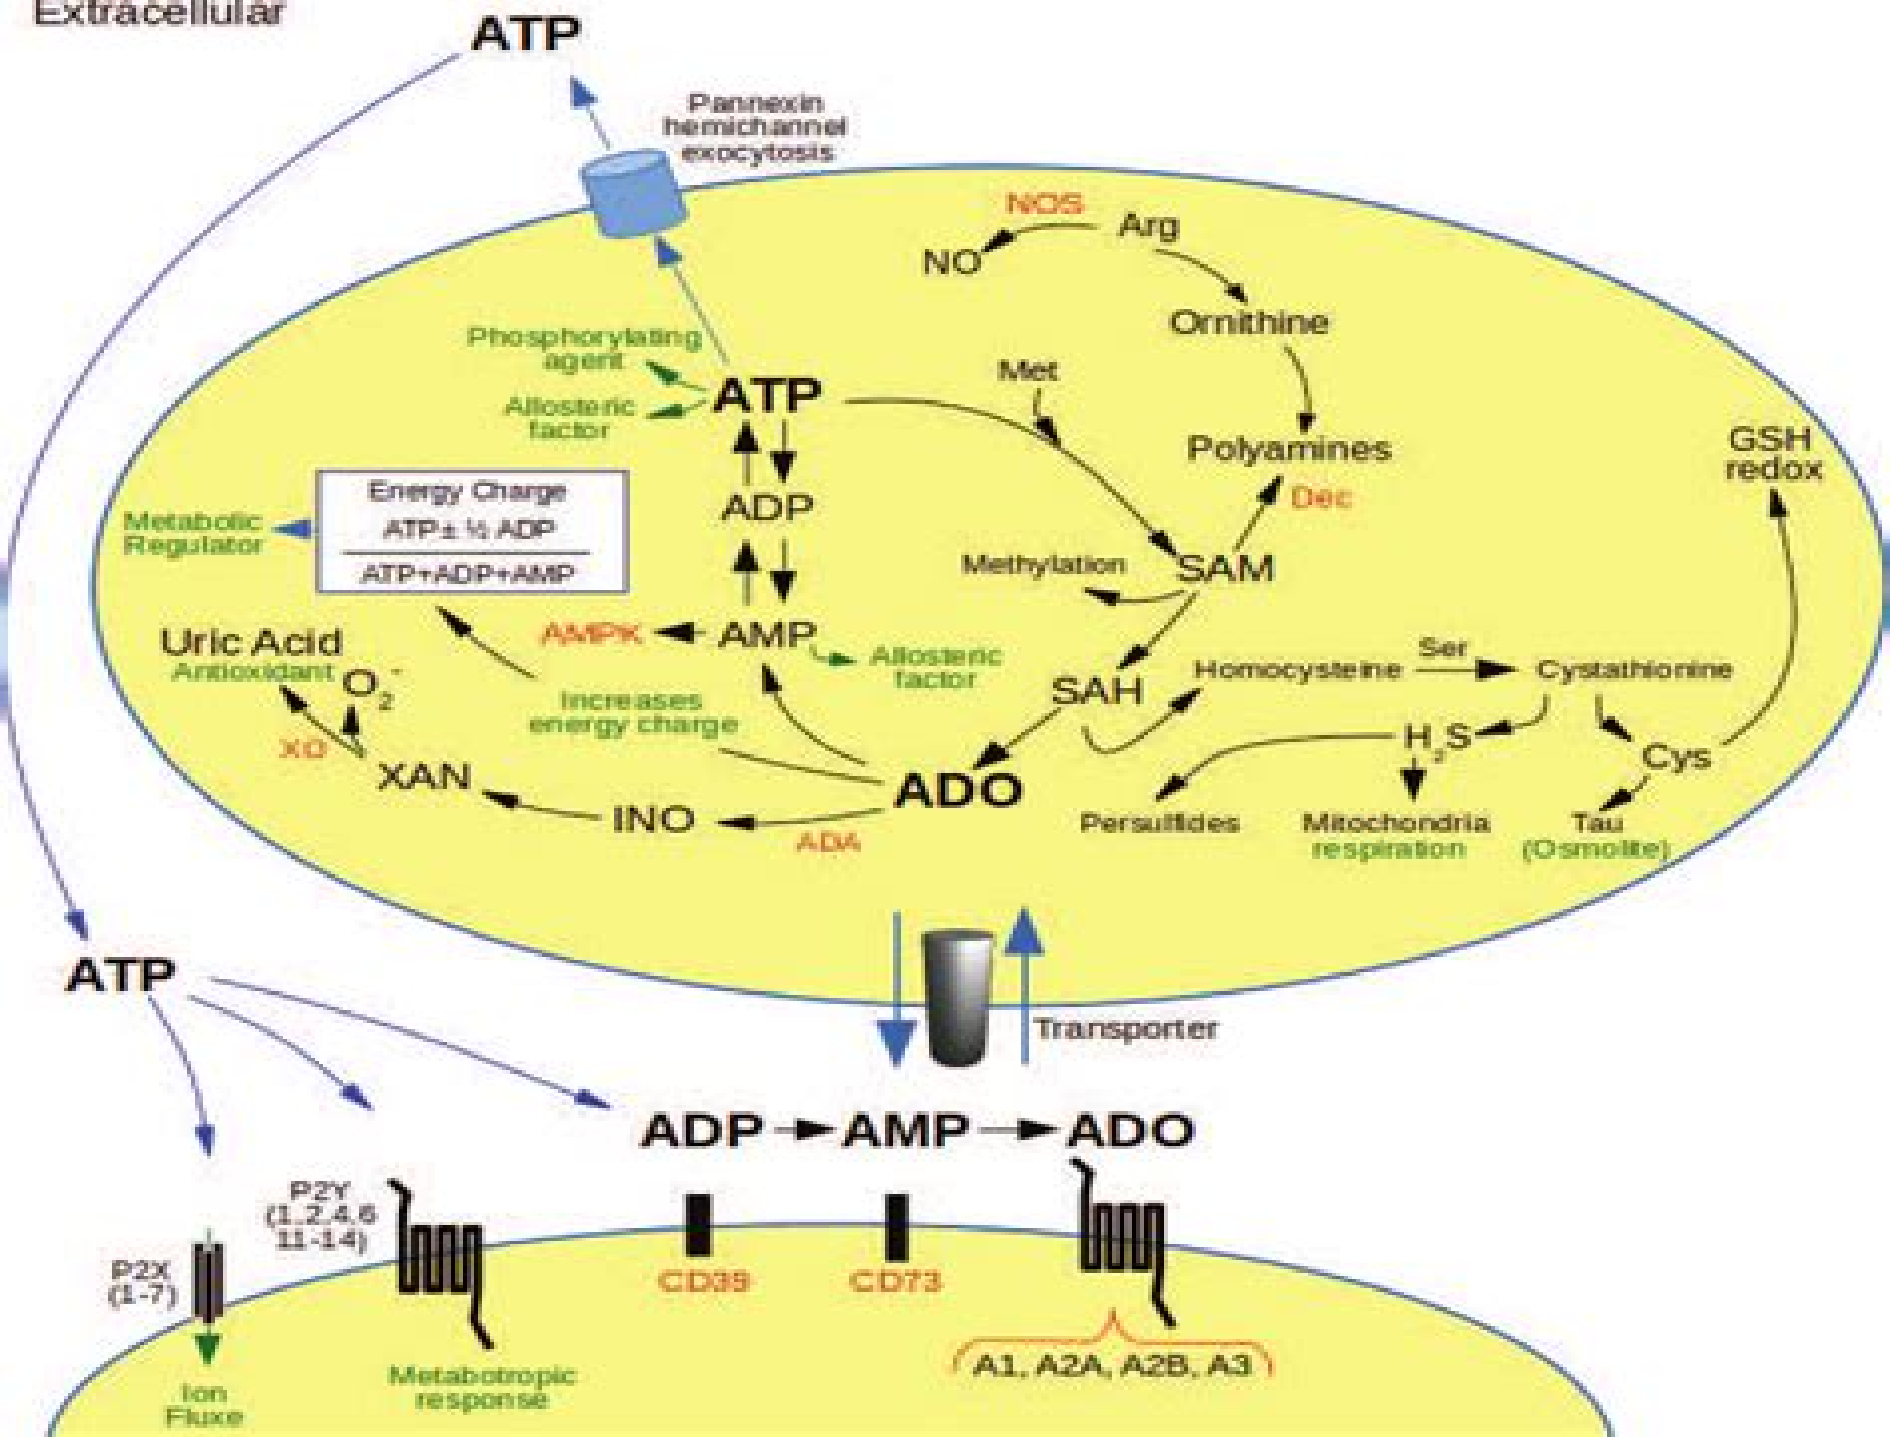 Extracellular
ATP
Pannexin
hemichannel
exocytosis
NOS
Arg
NO
Ornithine
Phosphorylating
agent
Met
ATP
Allosteric
factor
Polyamines
GSH
redox
Energy Charge
ATP± ½ ADP
ATP+ADP+AMP
ADP
Dec
Metabolic
Regulator
Methylation
SAM
Uric Acid
Antioxidant
O2-
AMPK
AMP
Allosteric
factor
Ser
Homocysteine
Cystathionine
SAH
Increases
energy charge
XO
H2S
Cys
XAN
ADO
INO
ADA
Persulfides
Mitochondria
respiration
Tau
(Osmolite)
ATP
Transporter
ADP
AMP
ADO
P2Y
(1,2,4,6
11-14)
P2X
(1-7)
CD39
CD73
A1, A2A, A2B, A3
Metabotropic
response
Ion
Fluxe